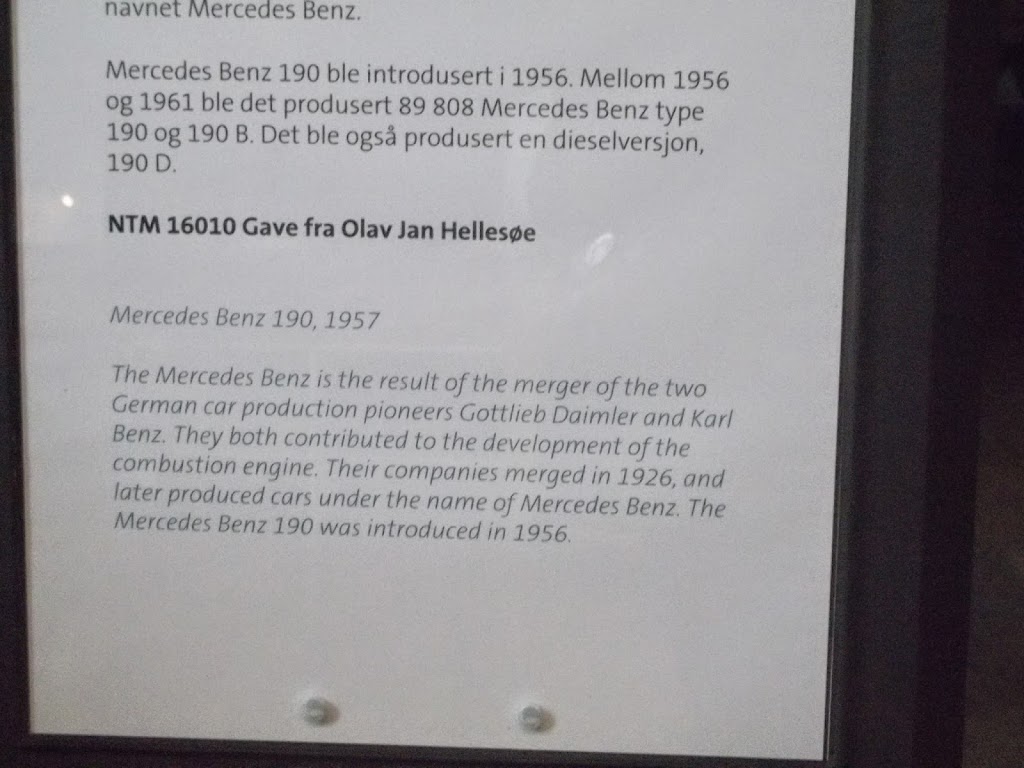 navnet Mercedes Benz.
Mercedes Benz 190 ble introdusert i 1956. Mellom 1956
og 1961 ble det produsert 89 808 Mercedes Benz type
190 og 190 B. Det ble også produsert en dieselversjon,
190 D.
NTM 16010 Gave fra Olav Jan Hellesøe
Mercedes Benz 190, 1957
The Mercedes Benz is the result of the merger of the two
German car production pioneers Gottlieb Daimler and Karl
Benz. They both contributed to the development of the
combustion engine. Their companies merged in 1926, and
later produced cars under the name of Mercedes Benz. The
Mercedes Benz 190 was introduced in 1956.